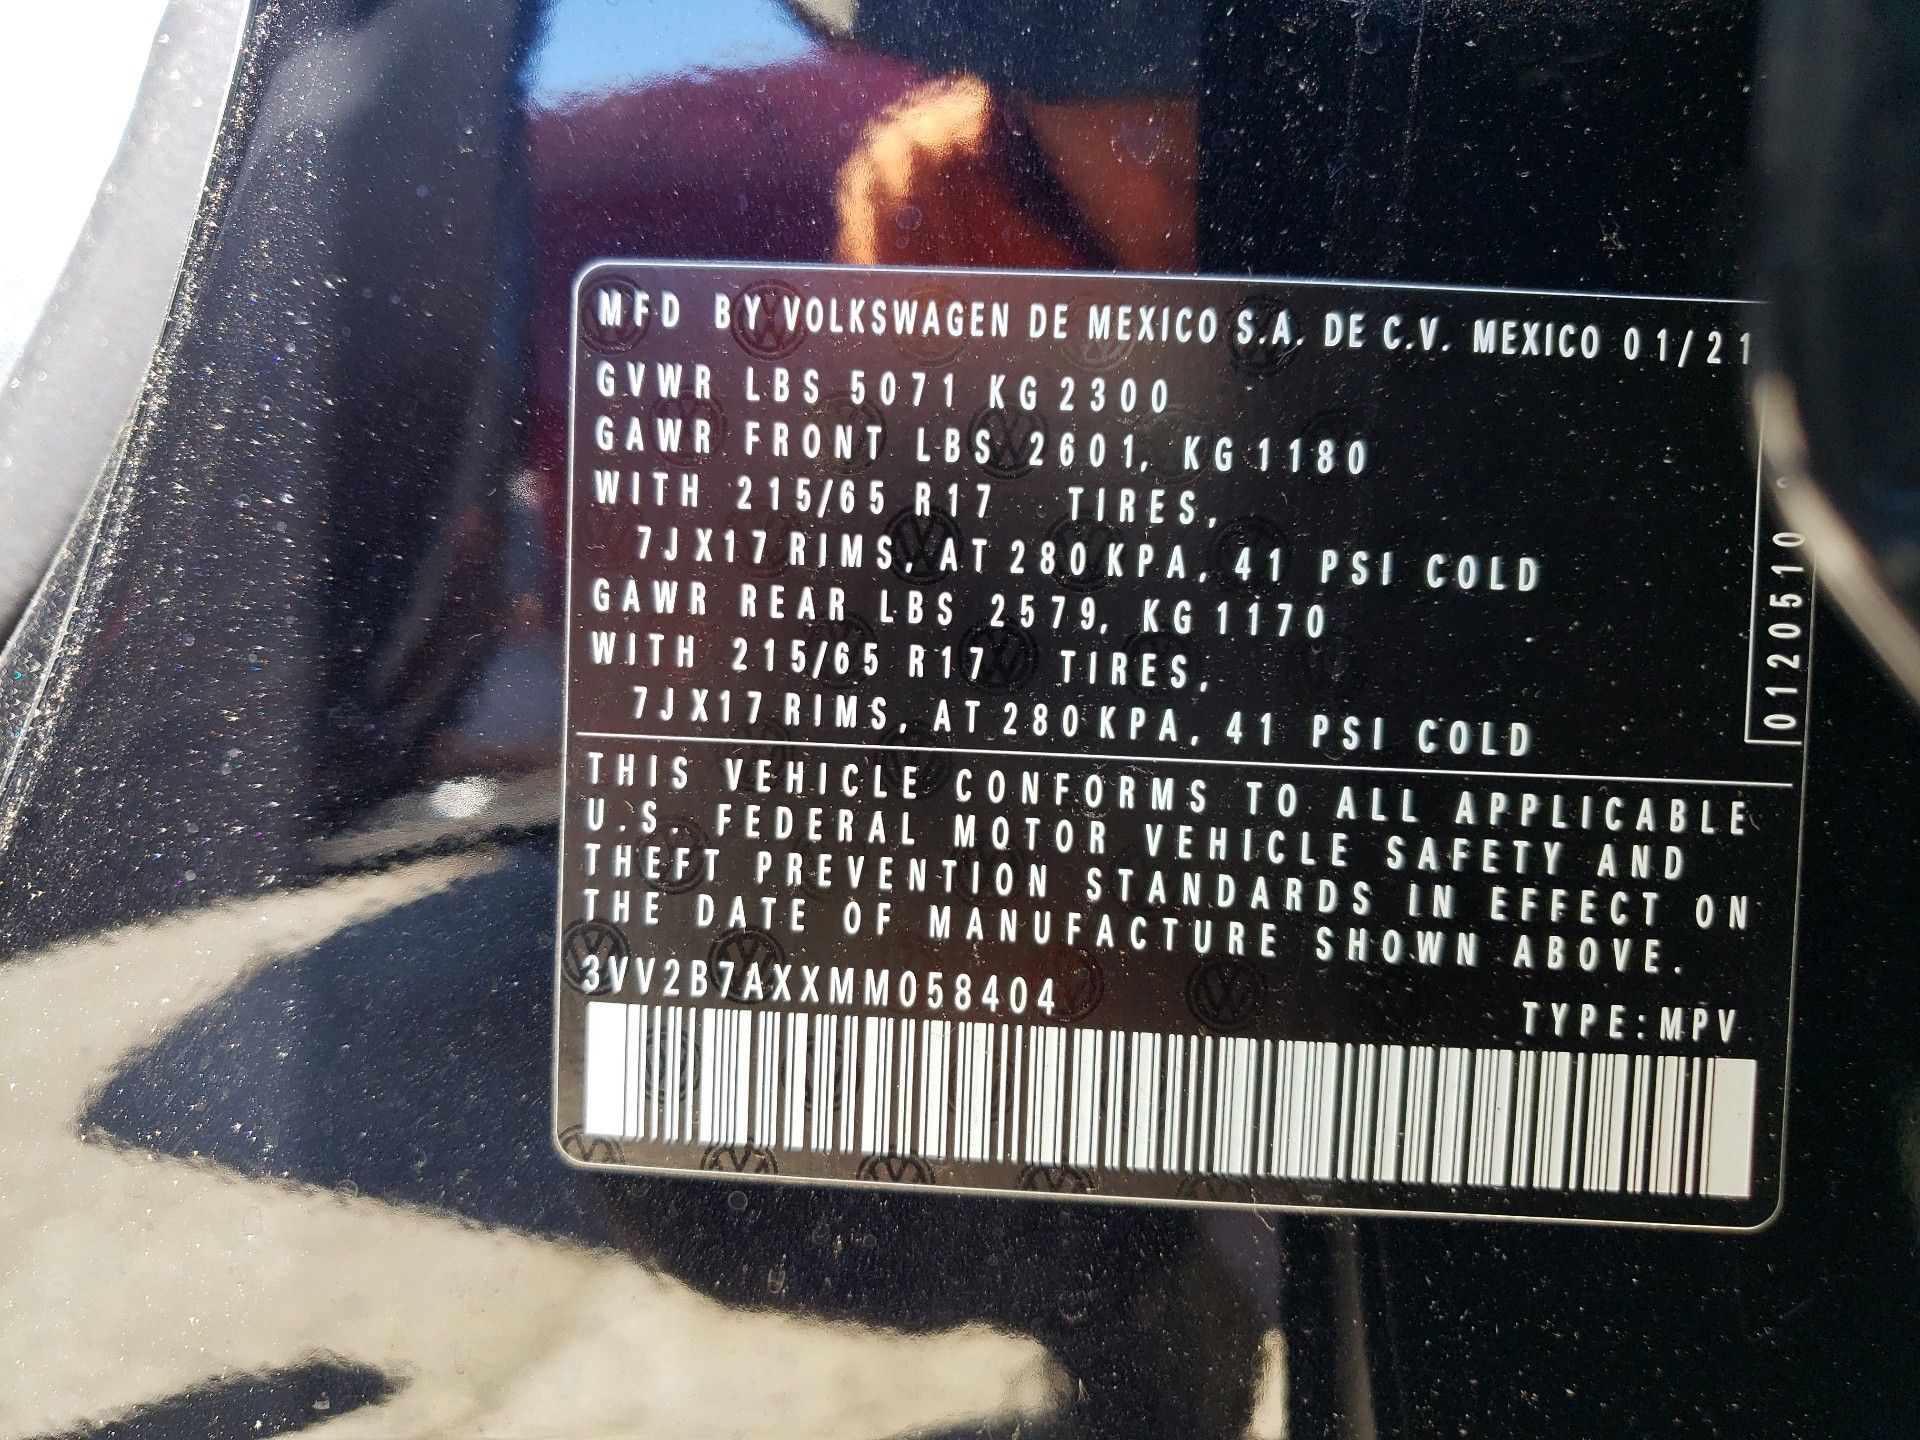 MFD BY VOLKSWAGEN DE MEXICO S.A. DE C.V. MEXICO 01/21
GVWR LBS 5071 KG 2300
GAWR FRONT LBS 2601, KG 1180
WITH 215/65 R17 TIRES,
7JX17 RIMS, AT 280 KPA, 41 PSI COLD
GAWR REAR LBS 2579, KG 1170
WITH 215/65 R17 TIRES,
7JX17 RIMS, AT 280 KPA, 41 PSI COLD
THIS VEHICLE CONFORMS TO ALL APPLICABLE
U.S. FEDERAL MOTOR VEHICLE SAFETY AND
THEFT PREVENTION STANDARDS IN EFFECT ON
THE DATE OF MANUFACTURE SHOWN ABOVE.
3VV2B7AXXMM058404
TYPE:MPV
0120510